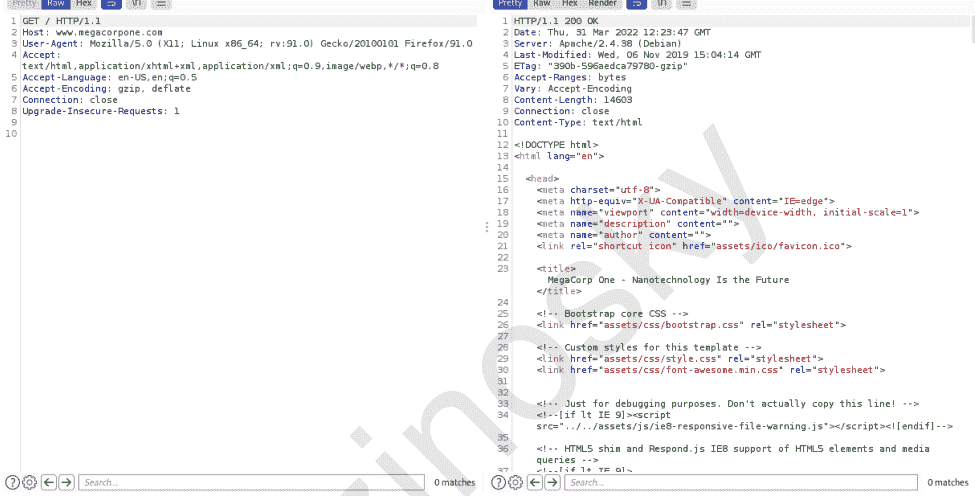 Pretty Raw Hex \n
1 GET / HTTP/1.1
2 Host: www.megacorpone.com
3 User-Agent: Mozilla/5.0 (X11; Linux x86_64; rv:91.0) Gecko/20100101 Firefox/91.0
4 Accept:
text/html,application/xhtml+xml,application/xml;q=0.9,image/webp,*/*;q=0.8
5 Accept-Language: en-US,en;q=0.5
6 Accept-Encoding: gzip, deflate
7 Connection: close
8 Upgrade-Insecure-Requests: 1
9
10
Search... 0 matches
Pretty Raw Hex Render \n
1 HTTP/1.1 200 OK
2 Date: Thu, 31 Mar 2022 12:23:47 GMT
3 Server: Apache/2.4.38 (Debian)
4 Last-Modified: Wed, 06 Nov 2019 15:04:14 GMT
5 ETag: "390b-596aedca79780-gzip"
6 Accept-Ranges: bytes
7 Vary: Accept-Encoding
8 Content-Length: 14603
9 Connection: close
10 Content-Type: text/html
11
12 <!DOCTYPE html>
13 <html lang="en">
14
15 <head>
16 <meta charset="utf-8">
17 <meta http-equiv="X-UA-Compatible" content="IE=edge">
18 <meta name="viewport" content="width=device-width, initial-scale=1">
19 <meta name="description" content="">
20 <meta name="author" content="">
21 <link rel="shortcut icon" href="assets/ico/favicon.ico">
22
23 <title>
MegaCorp One - Nanotechnology Is the Future
</title>
24
25 <!-- Bootstrap core CSS -->
26 <link href="assets/css/bootstrap.css" rel="stylesheet">
27
28 <!-- Custom styles for this template -->
29 <link href="assets/css/style.css" rel="stylesheet">
30 <link href="assets/css/font-awesome.min.css" rel="stylesheet">
31
32
33 <!-- Just for debugging purposes. Don't actually copy this line! -->
34 <!--[if lt IE 9]><script
src="../../assets/js/ie8-responsive-file-warning.js"></script><![endif]-->
35
36 <!-- HTML5 shim and Respond.js IE8 support of HTML5 elements and media
queries -->
37 <!--[if lt IE 9]>
Search... 0 matches
inosky